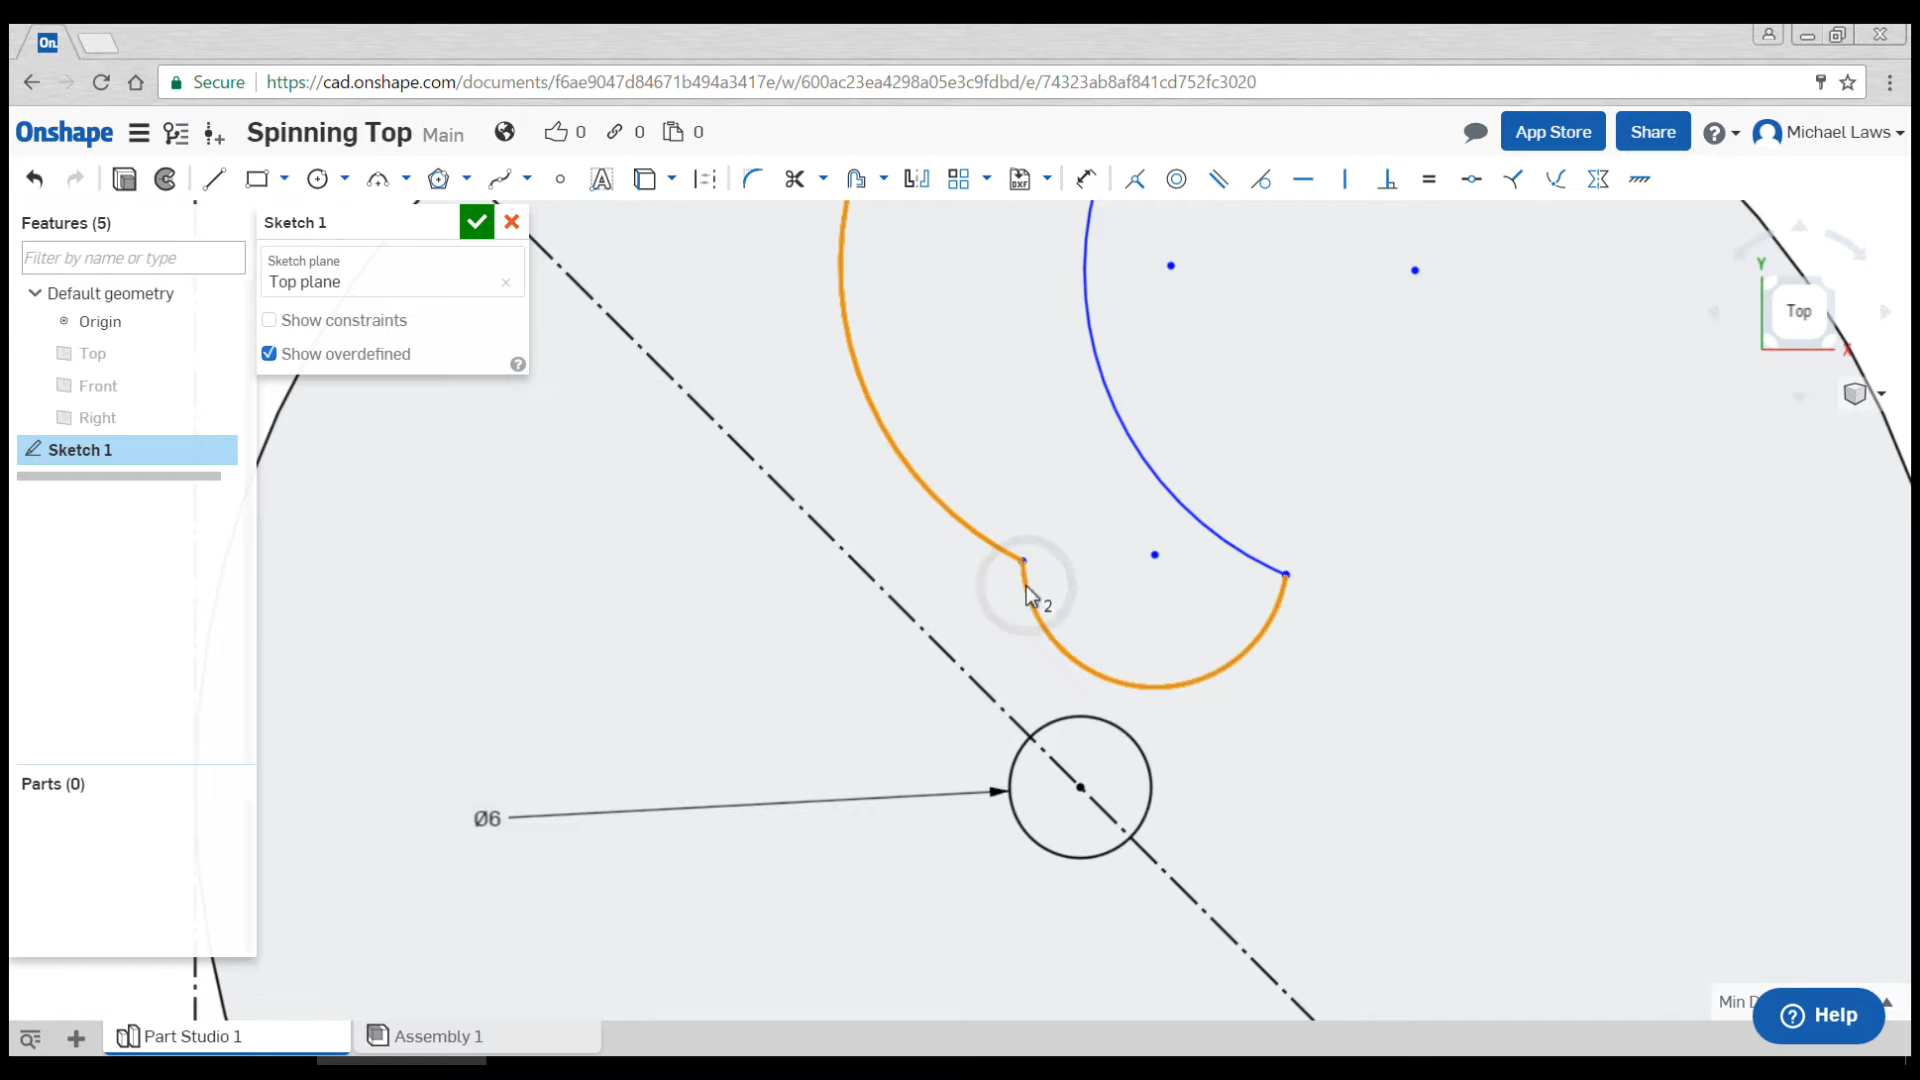 On
Secure https://cad.onshape.com/documents/f6ae9047d84671b494a3417e/w/600ac23ea4298a05e3c9fdbd/e/74323ab8af841cd752fc3020
Onshape Spinning Top Main 0 0 0 App Store Share Michael Laws
DXF
Features (5)
Filter by name or type
Default geometry
Origin
Top
Front
Right
Sketch 1
Parts (0)
Sketch 1
Sketch plane
Top plane
Show constraints
Show overdefined
Y
Top
X
2
Ø6
Min D
Help
Part Studio 1 Assembly 1